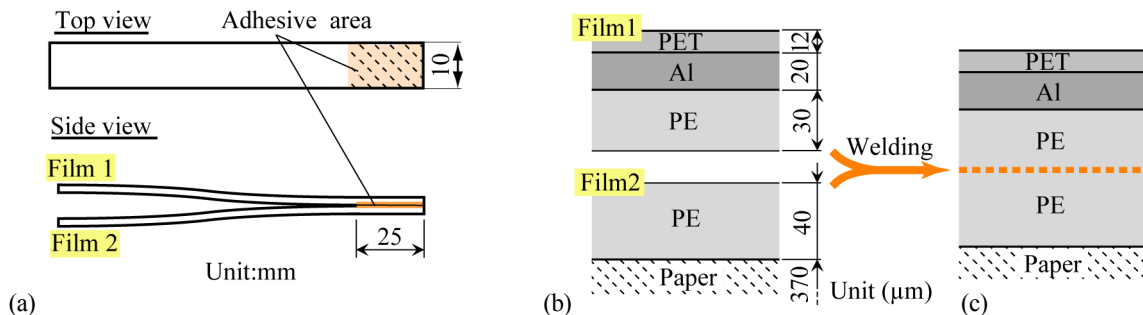 Top view
Adhesive area
10
Side view
Film 1
Film 2
25
Unit:mm
(a)
Film1
PET
12
Al
20
PE
30
Film2
PE
40
Paper
370
Unit (µm)
(b)
Welding
PET
Al
PE
PE
Paper
(c)